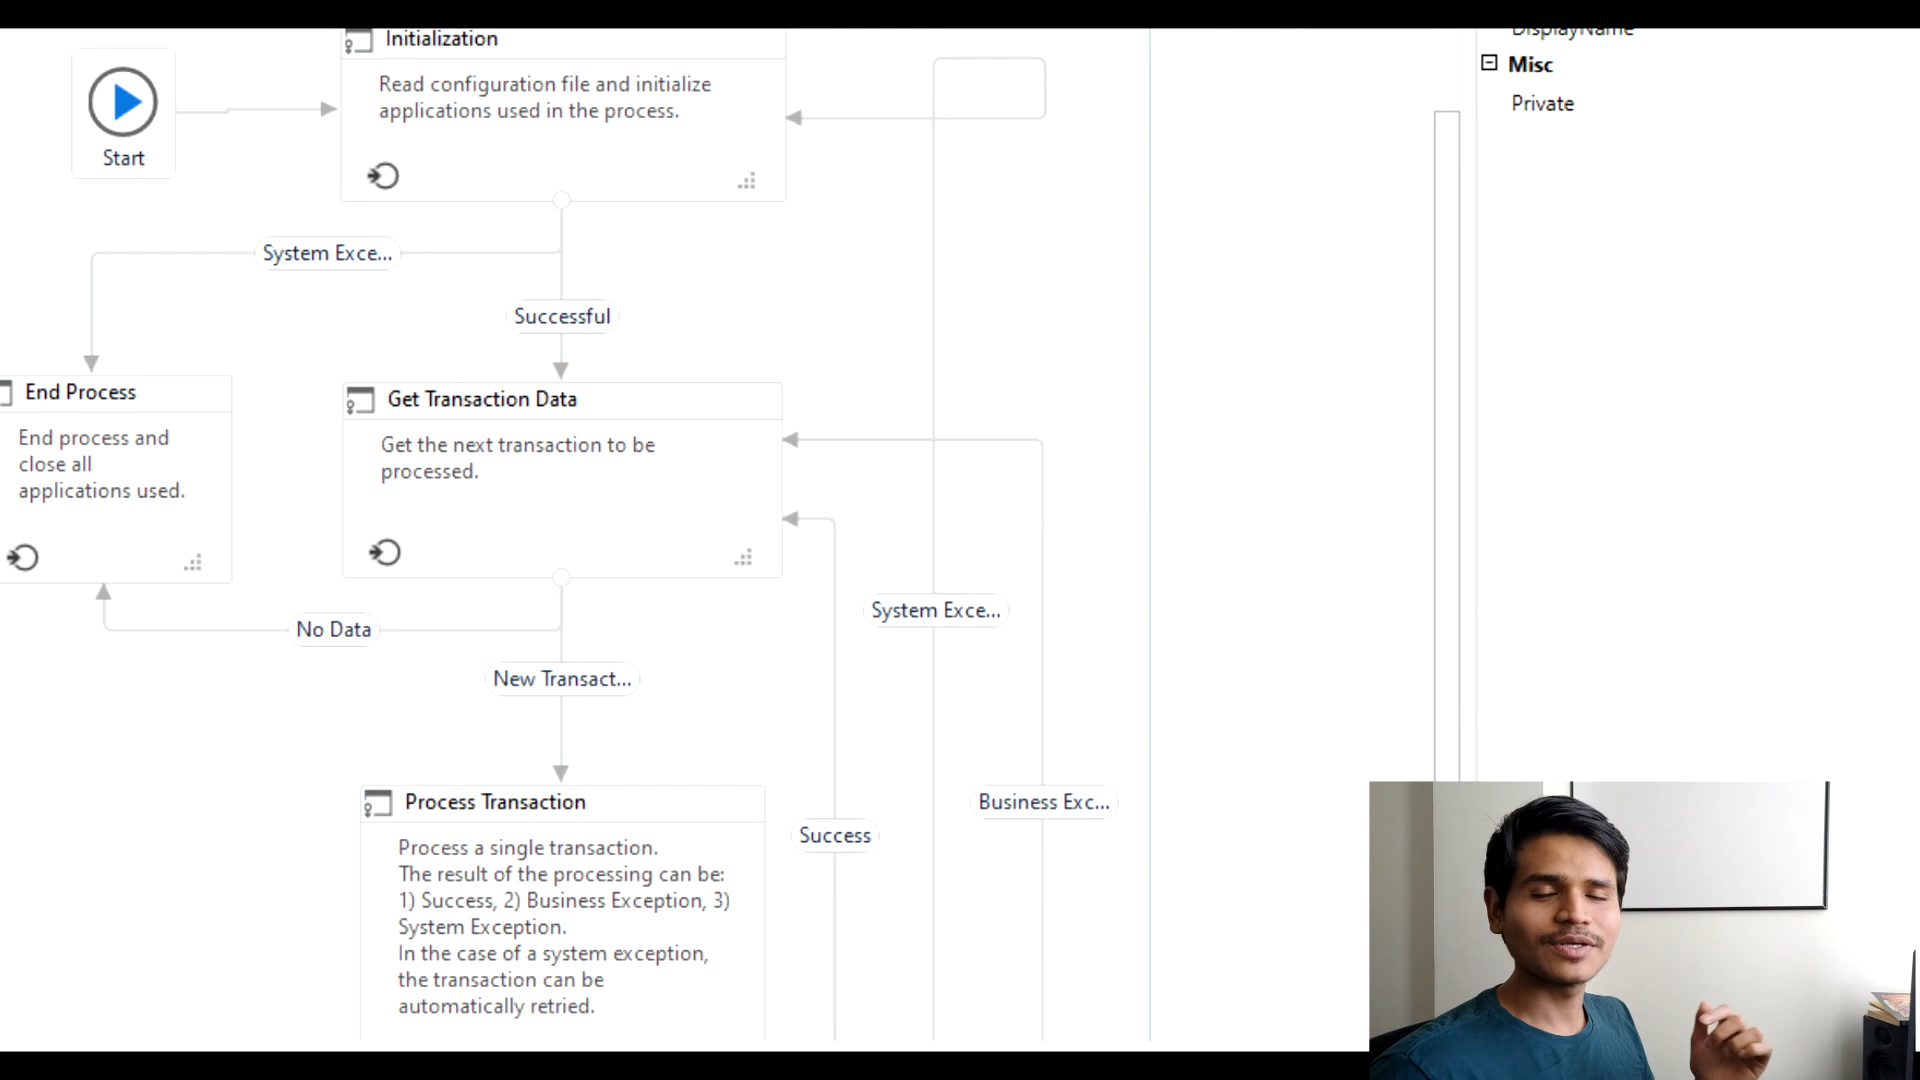 Initialization
Read configuration file and initialize
applications used in the process.
Start
System Exce...
Successful
End Process
End process and
close all
applications used.
Get Transaction Data
Get the next transaction to be
processed.
No Data
New Transact...
System Exce...
Business Exc...
Success
Process Transaction
Process a single transaction.
The result of the processing can be:
1) Success, 2) Business Exception, 3)
System Exception.
In the case of a system exception,
the transaction can be
automatically retried.
DisplayName
Misc
Private